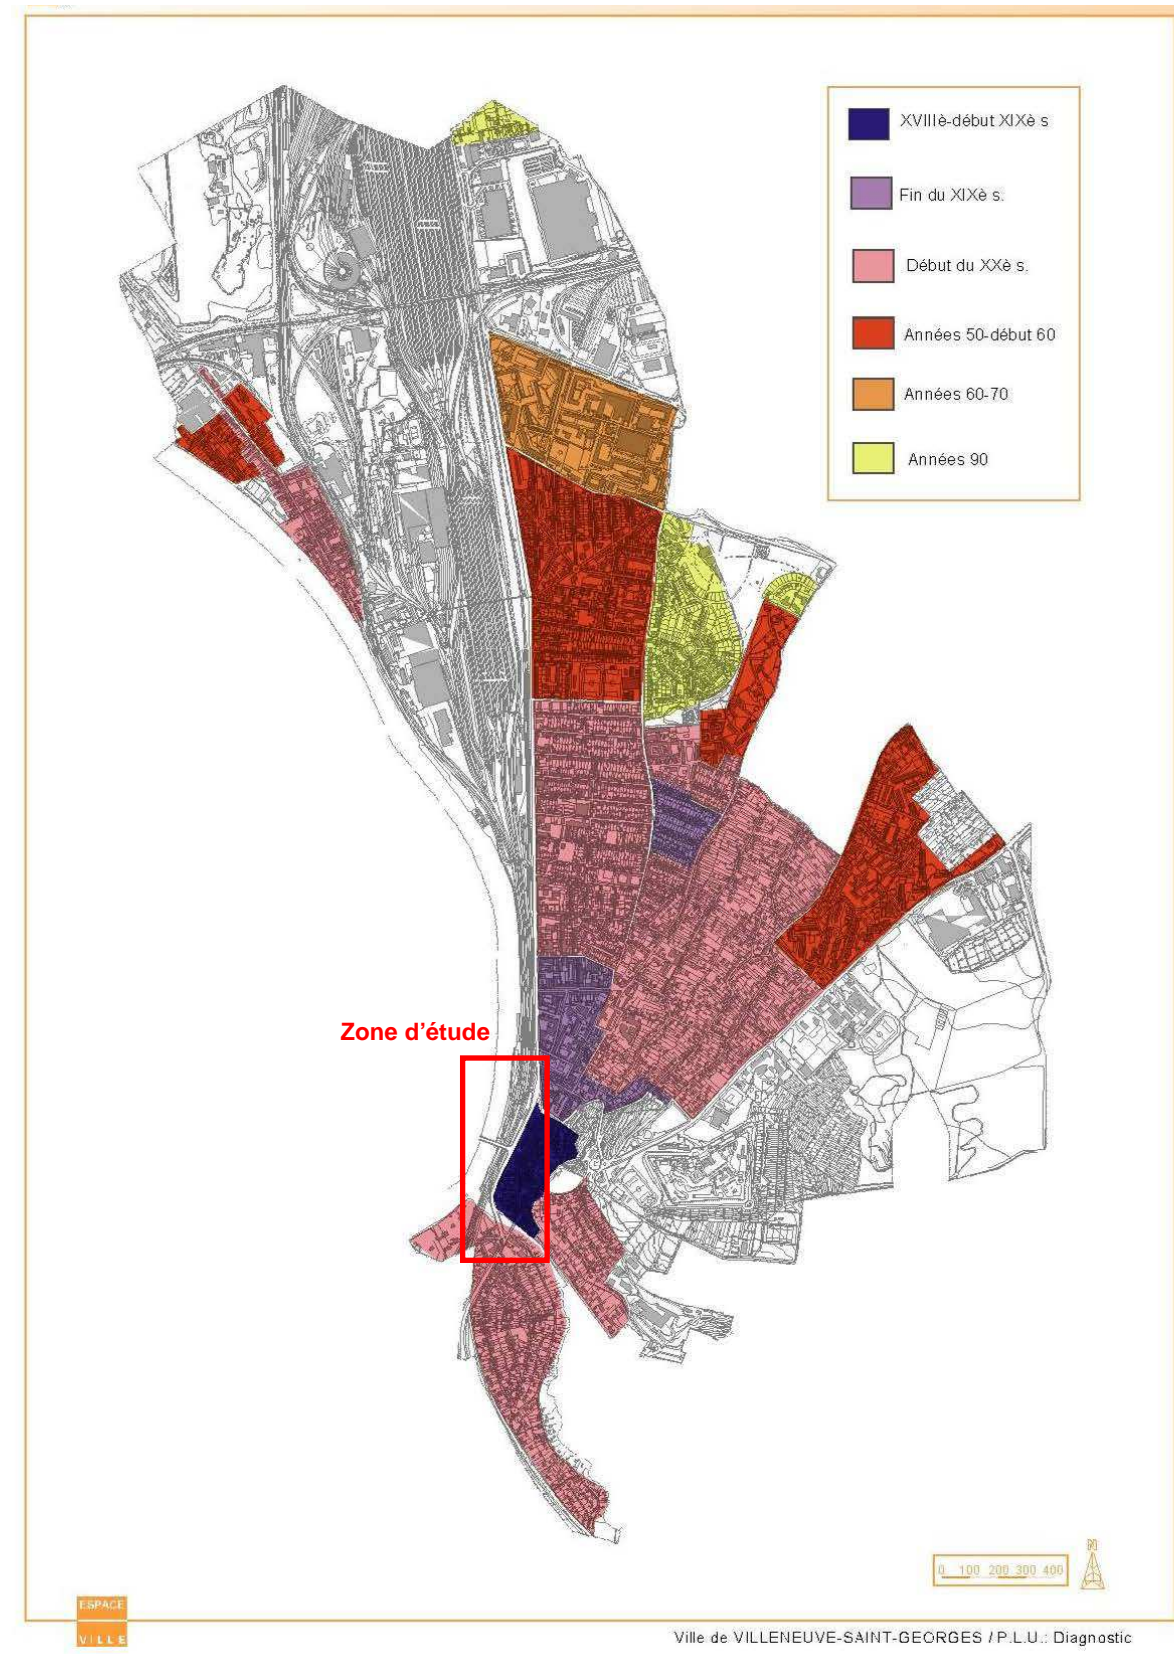 XVIIIè-début XIXè s
Fin du XIXè s.
Début du XXè s.
Années 50-début 60
Années 60-70
Années 90
Zone d'étude
N
0 100 200 300 400
ESPACE
VILLE
Ville de VILLENEUVE-SAINT-GEORGES / P.L.U.: Diagnostic